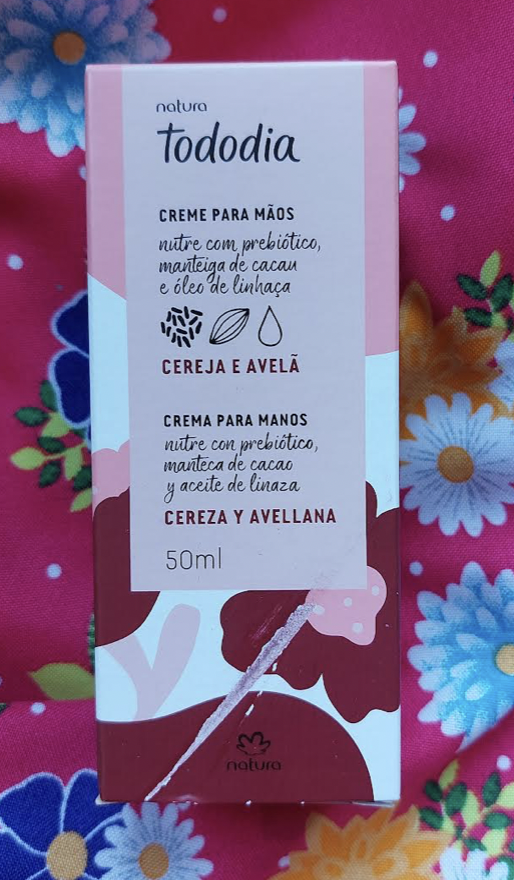 natura
Tododia
CREME PARA MÃOS
nutre com prebiótico,
manteiga de cacau
e óleo de linhaça
CEREJA E AVELÃ
CREMA PARA MANOS
nutre con prebiótico,
manteca de cacao
y aceite de linaza
CEREZA Y AVELLANA
50ml
natura